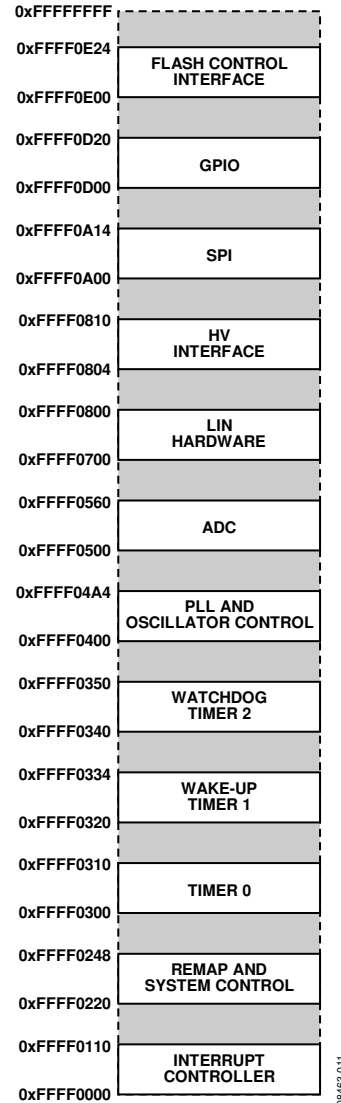 0xFFFFFFFF
0xFFFF0E24
FLASH CONTROL
INTERFACE
0xFFFF0E00
0xFFFF0D20
GPIO
0xFFFF0D00
0xFFFF0A14
SPI
0xFFFF0A00
0xFFFF0810
HV
INTERFACE
0xFFFF0804
0xFFFF0800
LIN
HARDWARE
0xFFFF0700
0xFFFF0560
ADC
0xFFFF0500
0xFFFF04A4
PLL AND
OSCILLATOR CONTROL
0xFFFF0400
0xFFFF0350
WATCHDOG
TIMER 2
0xFFFF0340
0xFFFF0334
WAKE-UP
TIMER 1
0xFFFF0320
0xFFFF0310
TIMER 0
0xFFFF0300
0xFFFF0248
REMAP AND
SYSTEM CONTROL
0xFFFF0220
0xFFFF0110
INTERRUPT
CONTROLLER
0xFFFF0000
08463-011